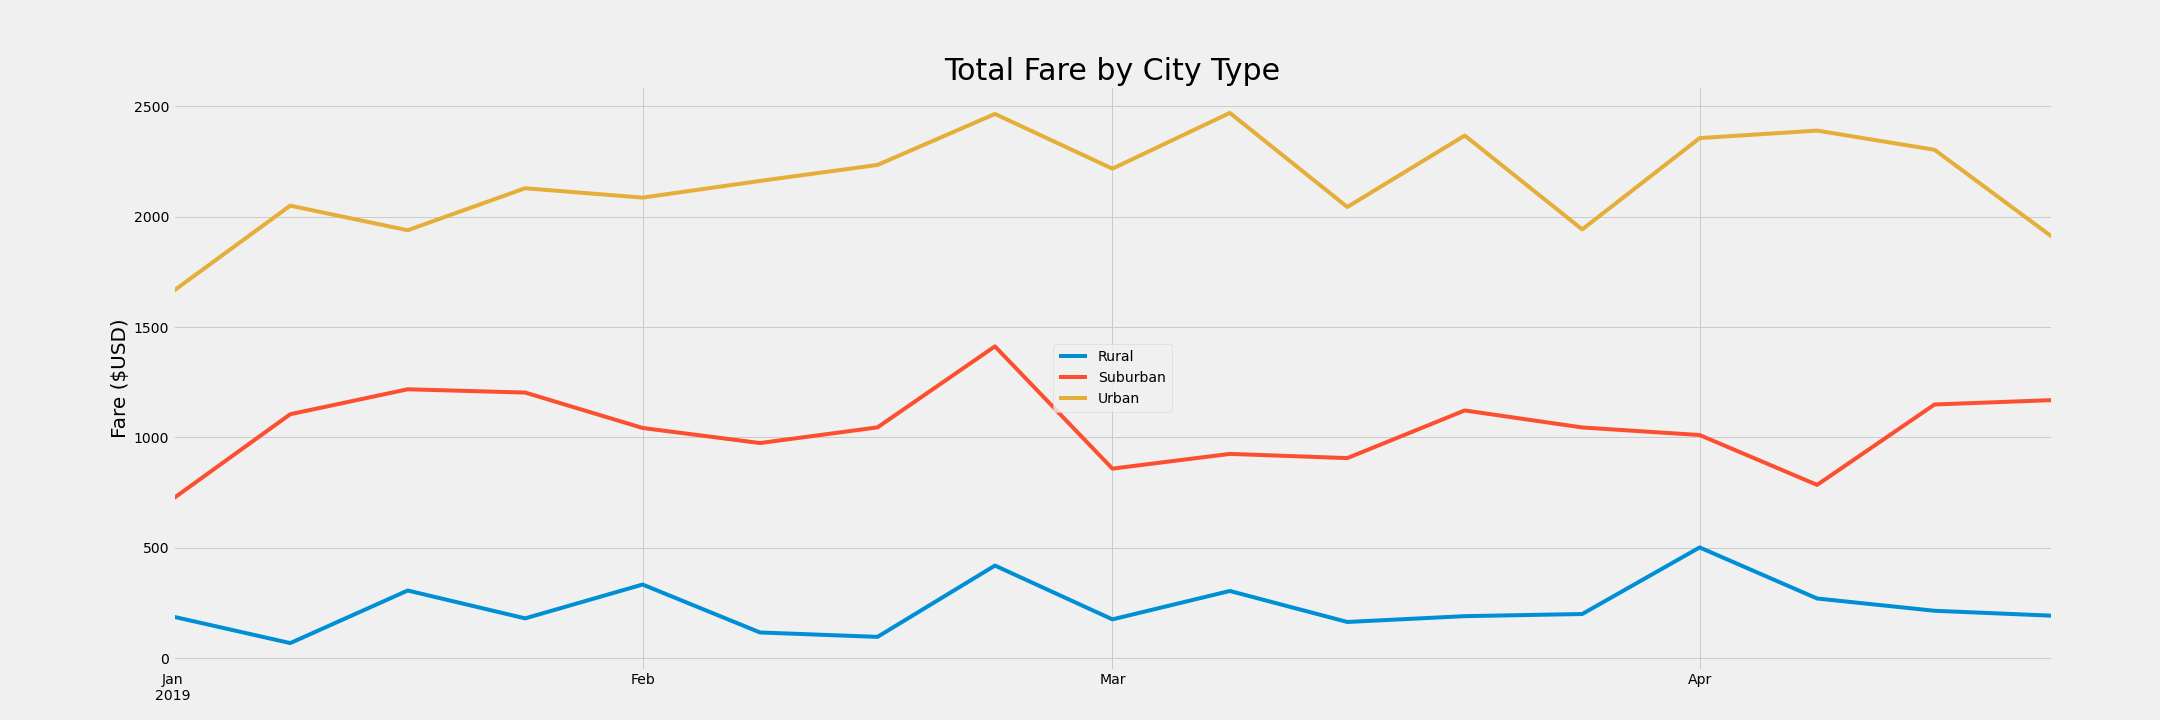 Total Fare by City Type
Fare ($USD)
2500
2000
1500
1000
500
0
Rural
Suburban
Urban
Jan
2019
Feb
Mar
Apr